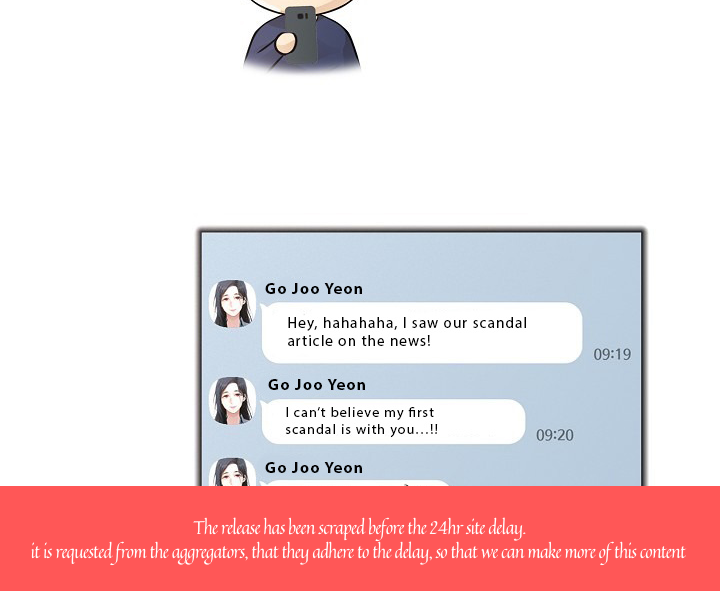 Go Joo Yeon
Hey, hahahaha, I saw our scandal
article on the news!
09:19
Go Joo Yeon
I can't believe my first
scandal is with you...!!
09:20
Go Joo Yeon
The release has been scraped before the 24hr site delay.
it is requested from the aggregators, that they adhere to the delay, so that we can make more of this content